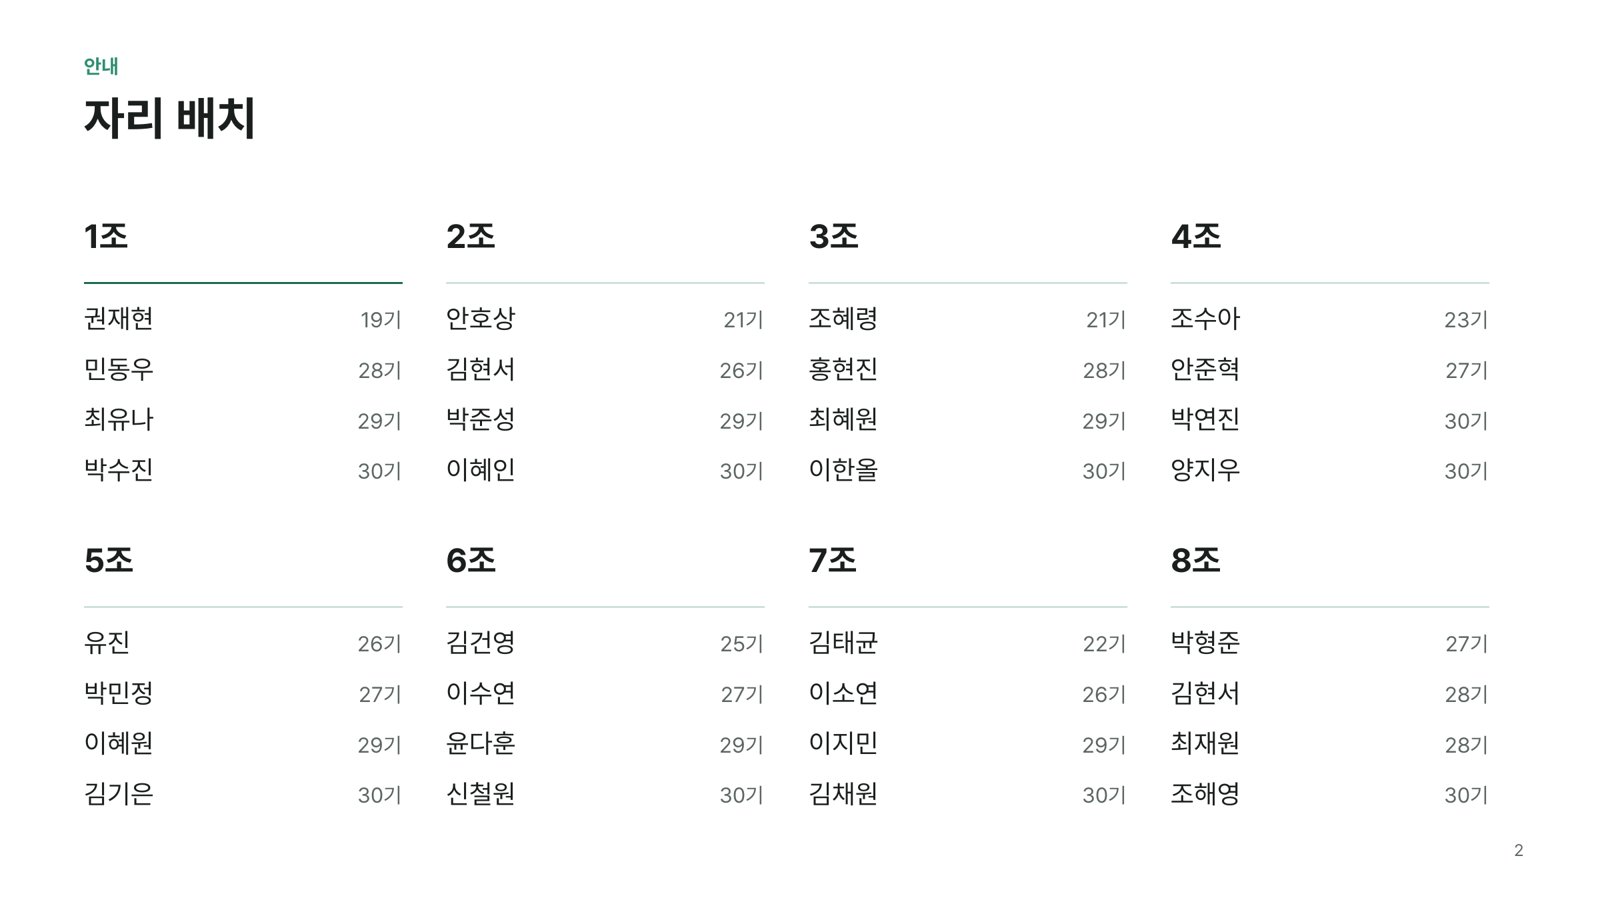 안내
자리 배치
1조
권재현 19기
민동우 28기
최유나 29기
박수진 30기
2조
안호상 21기
김현서 26기
박준성 29기
이혜인 30기
3조
조혜령 21기
홍현진 28기
최혜원 29기
이한올 30기
4조
조수아 23기
안준혁 27기
박연진 30기
양지우 30기
5조
유진 26기
박민정 27기
이혜원 29기
김기은 30기
6조
김건영 25기
이수연 27기
윤다훈 29기
신철원 30기
7조
김태균 22기
이소연 26기
이지민 29기
김채원 30기
8조
박형준 27기
김현서 28기
최재원 28기
조해영 30기
2